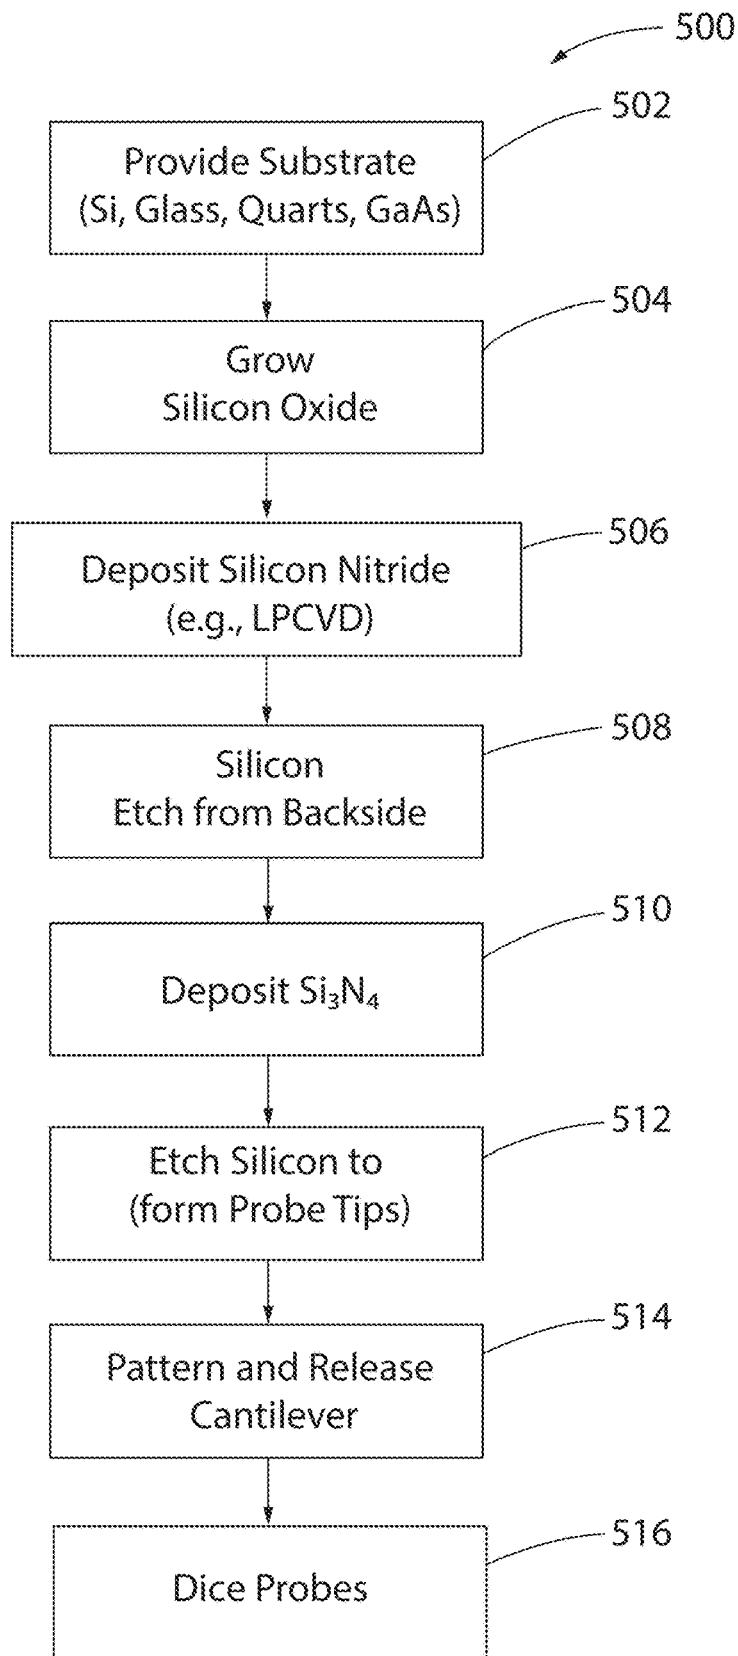 500
502
Provide Substrate
(Si, Glass, Quarts, GaAs)
504
Grow
Silicon Oxide
506
Deposit Silicon Nitride
(e.g., LPCVD)
508
Silicon
Etch from Backside
510
Deposit Si₃N₄
512
Etch Silicon to
(form Probe Tips)
514
Pattern and Release
Cantilever
516
Dice Probes